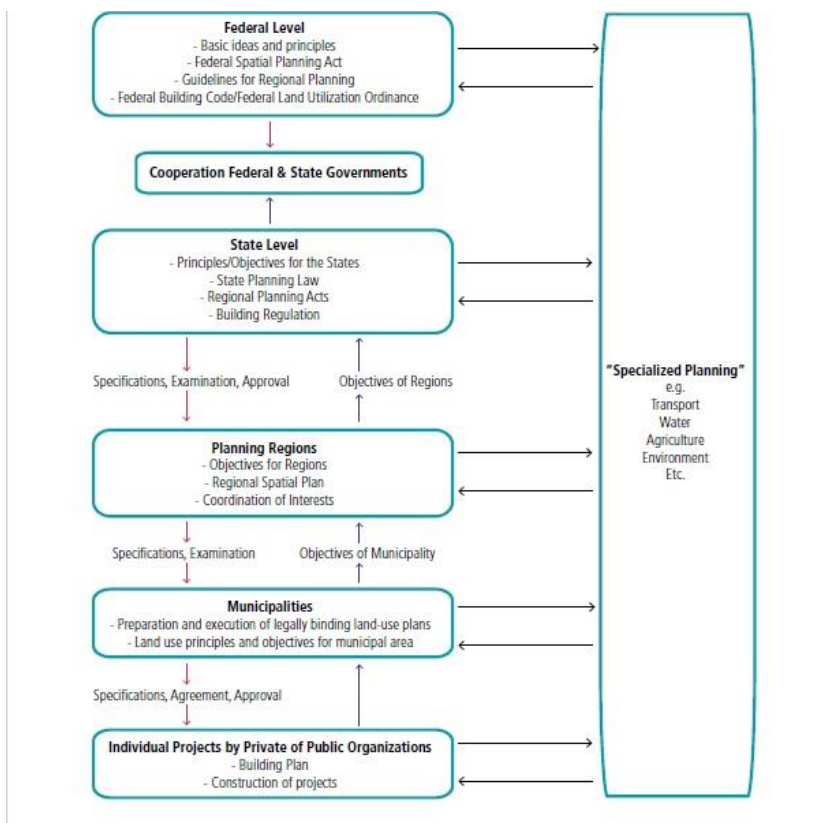 Federal Level
- Basic ideas and principles
- Federal Spatial Planning Act
- Guidelines for Regional Planning
- Federal Building Code/Federal Land Utilization Ordinance
Cooperation Federal & State Governments
State Level
- Principles/Objectives for the States
- State Planning Law
- Regional Planning Acts
- Building Regulation
Specifications, Examination, Approval
Objectives of Regions
Planning Regions
- Objectives for Regions
- Regional Spatial Plan
- Coordination of Interests
Specifications, Examination
Objectives of Municipality
Municipalities
- Preparation and execution of legally binding land-use plans
- Land use principles and objectives for municipal area
Specifications, Agreement, Approval
Individual Projects by Private of Public Organizations
- Building Plan
- Construction of projects
"Specialized Planning"
e.g.
Transport
Water
Agriculture
Environment
Etc.